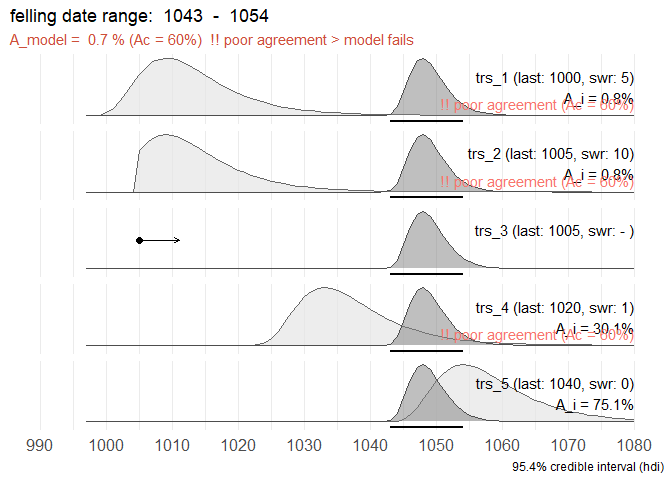 felling date range:  1043  -  1054
A_model =  0.7 % (Ac = 60%)  !! poor agreement > model fails
trs_1 (last: 1000, swr: 5)
A_i = 0.8%
!! poor agreement (Ac = 60%)
trs_2 (last: 1005, swr: 10)
A_i = 0.8%
!! poor agreement (Ac = 60%)
trs_3 (last: 1005, swr: - )
trs_4 (last: 1020, swr: 1)
A_i = 30.1%
!! poor agreement (Ac = 60%)
trs_5 (last: 1040, swr: 0)
A_i = 75.1%
990 1000 1010 1020 1030 1040 1050 1060 1070 1080
95.4% credible interval (hdi)